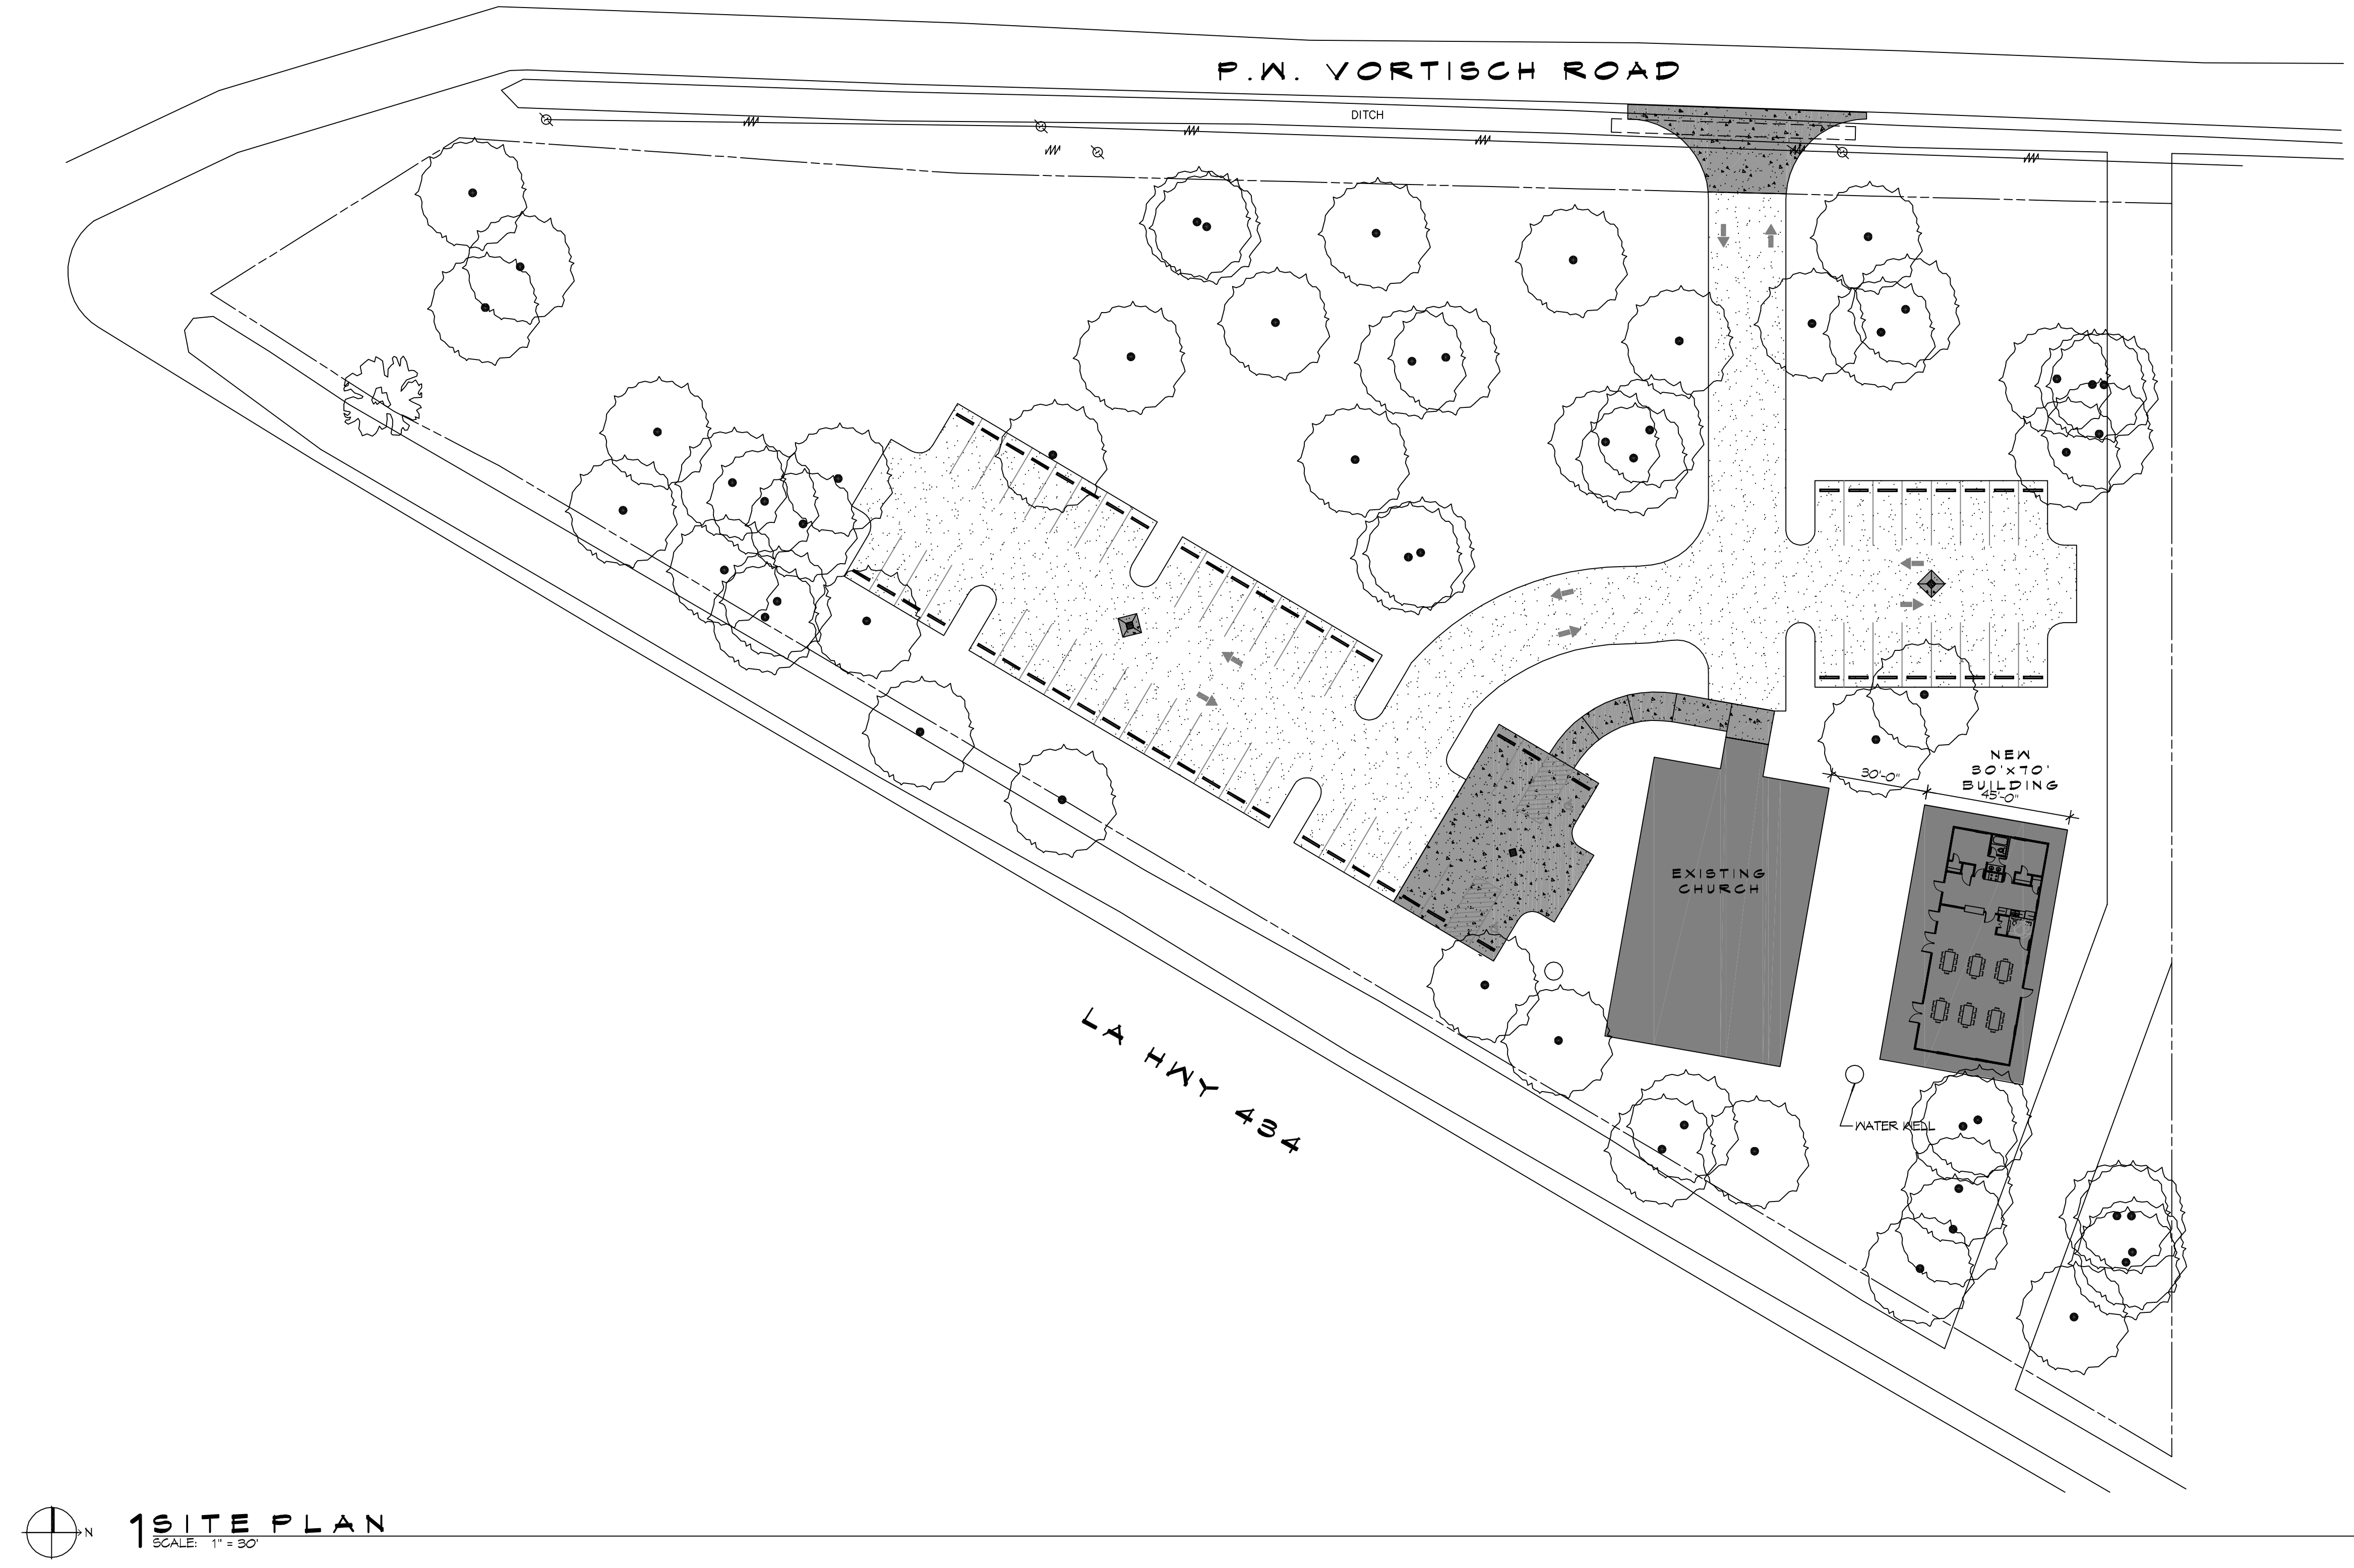 P.W. VORTISCH ROAD
DITCH
NEW
30'x70'
BUILDING
30'-0"
45'-0"
EXISTING
CHURCH
LA HWY 434
WATER WELL
N
1 SITE PLAN
SCALE: 1" = 30'